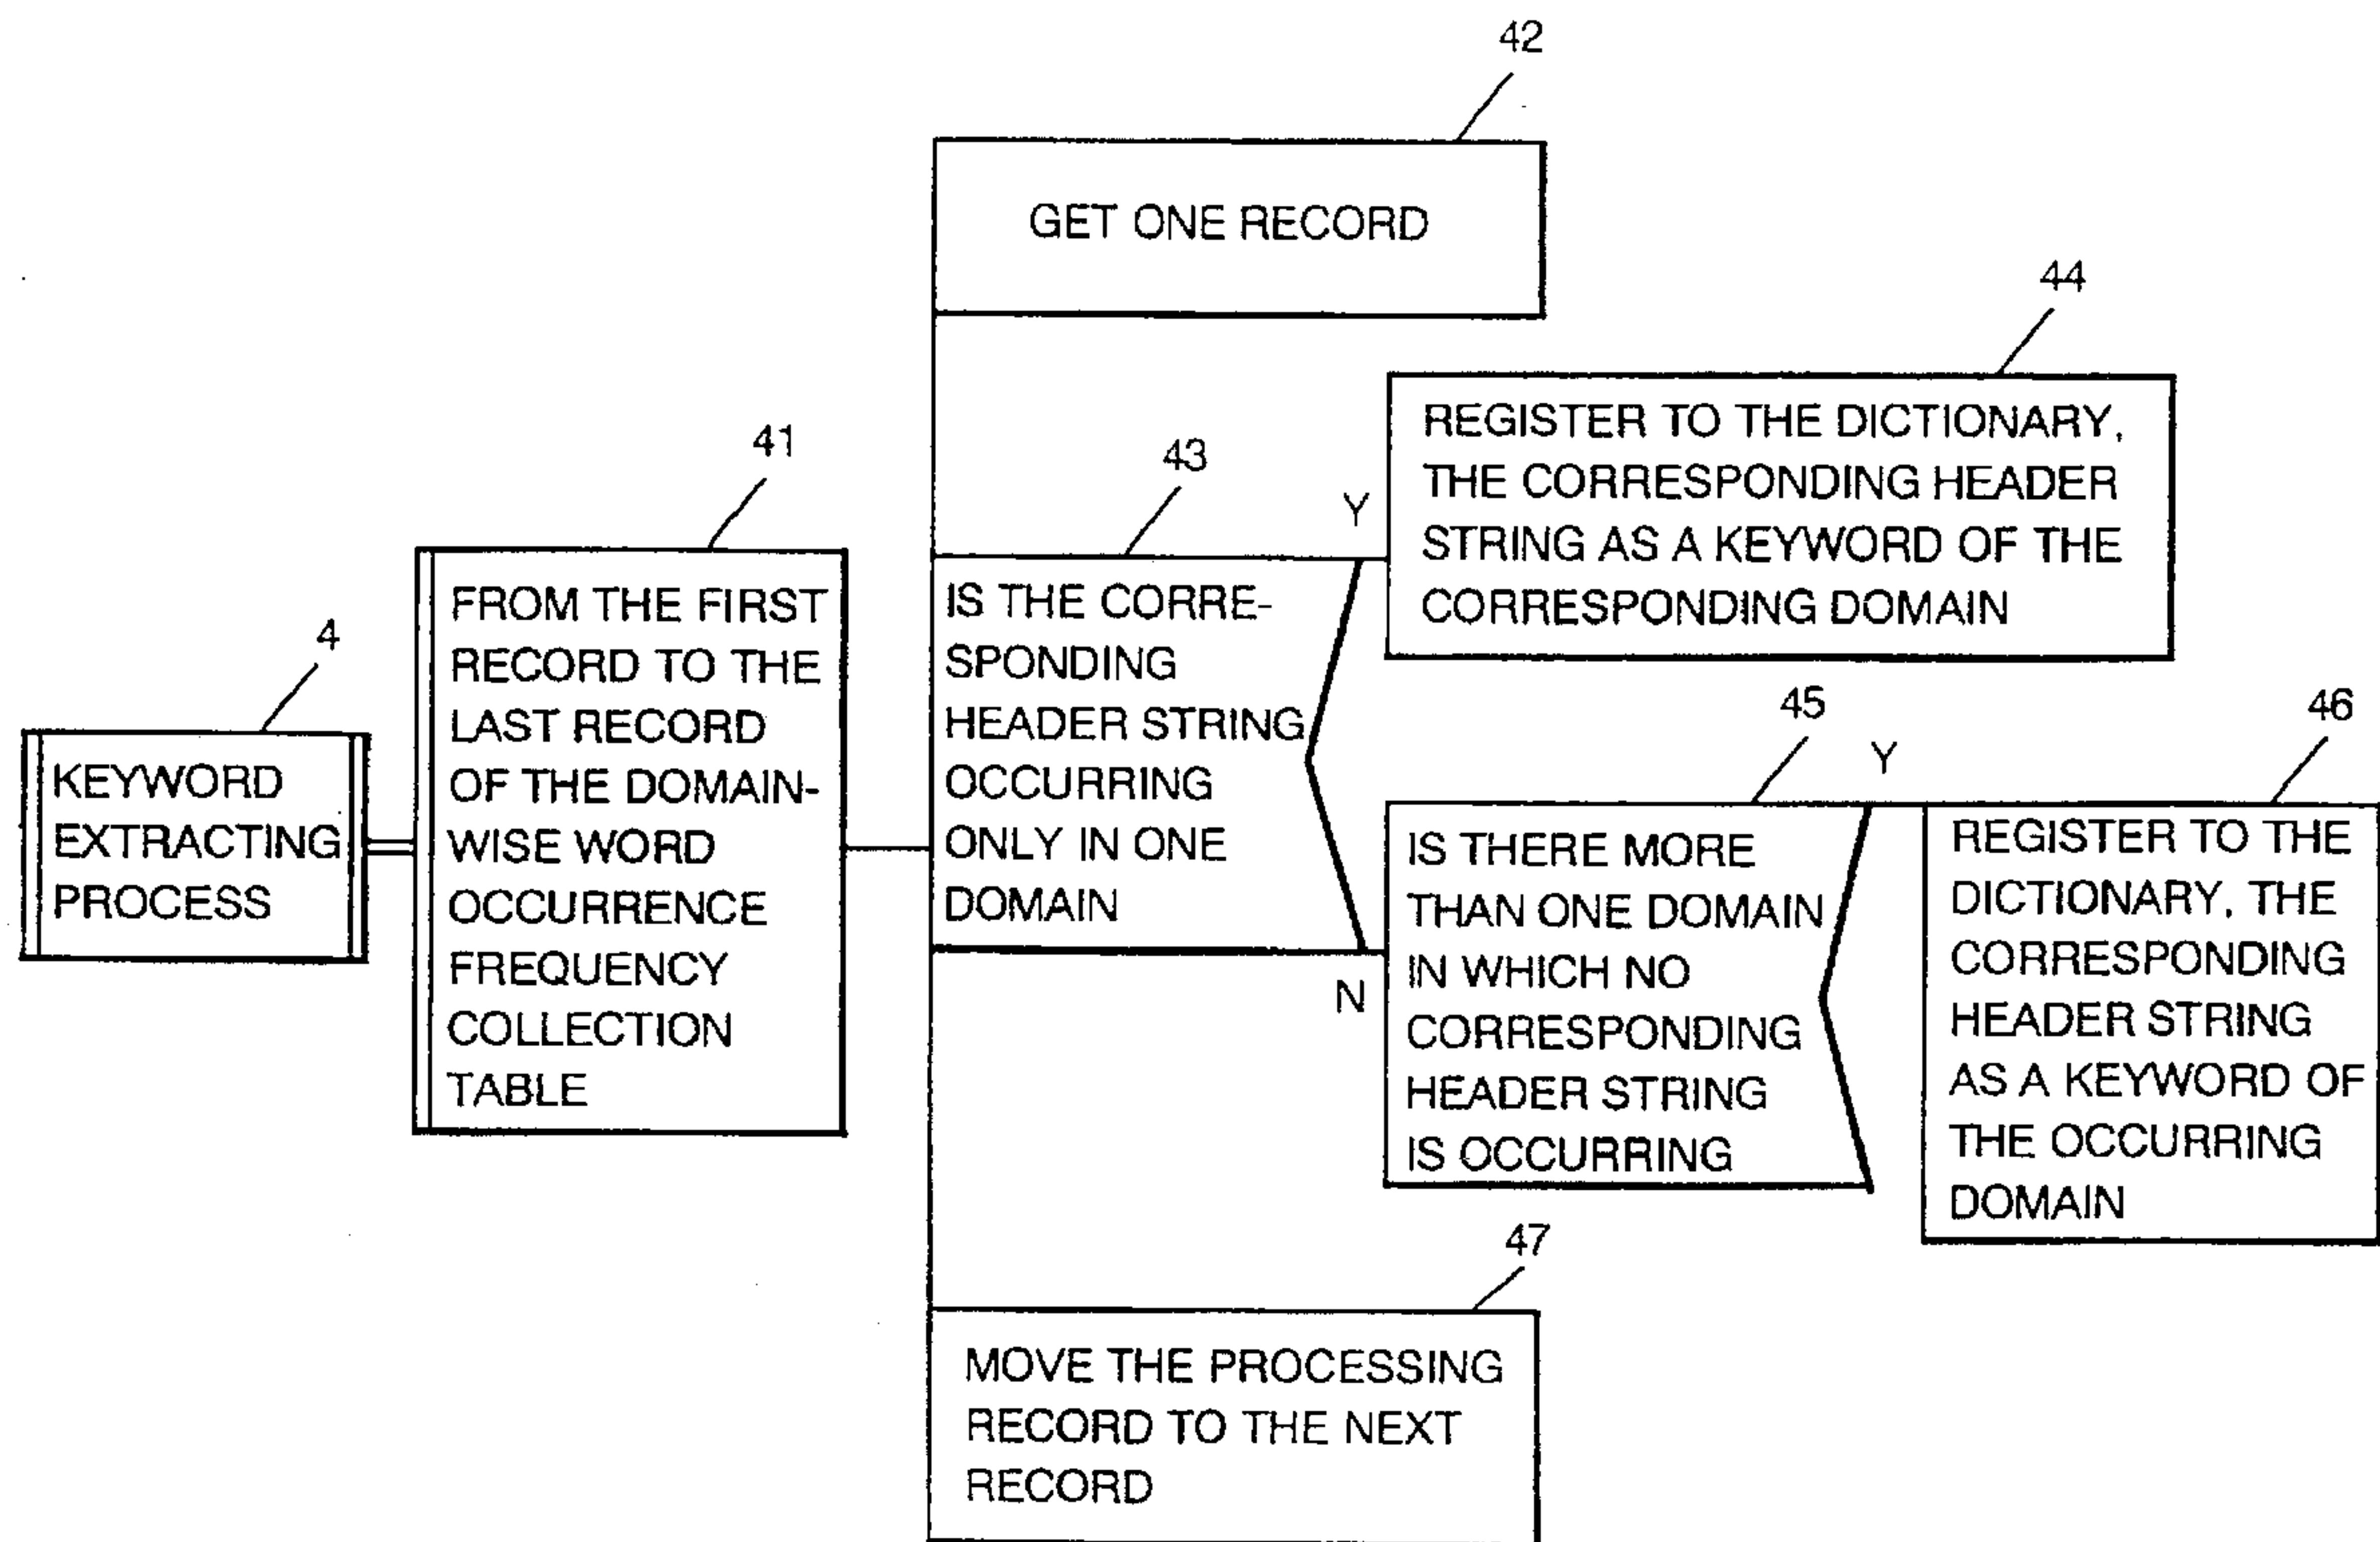 42
GET ONE RECORD
44
REGISTER TO THE DICTIONARY,
THE CORRESPONDING HEADER
STRING AS A KEYWORD OF THE
CORRESPONDING DOMAIN
41
FROM THE FIRST
RECORD TO THE
LAST RECORD
OF THE DOMAIN-
WISE WORD
OCCURRENCE
FREQUENCY
COLLECTION
TABLE
43
Y
IS THE CORRE-
SPONDING
HEADER STRING
OCCURRING
ONLY IN ONE
DOMAIN
N
4
KEYWORD
EXTRACTING
PROCESS
45
Y
IS THERE MORE
THAN ONE DOMAIN
IN WHICH NO
CORRESPONDING
HEADER STRING
IS OCCURRING
46
REGISTER TO THE
DICTIONARY, THE
CORRESPONDING
HEADER STRING
AS A KEYWORD OF
THE OCCURRING
DOMAIN
47
MOVE THE PROCESSING
RECORD TO THE NEXT
RECORD